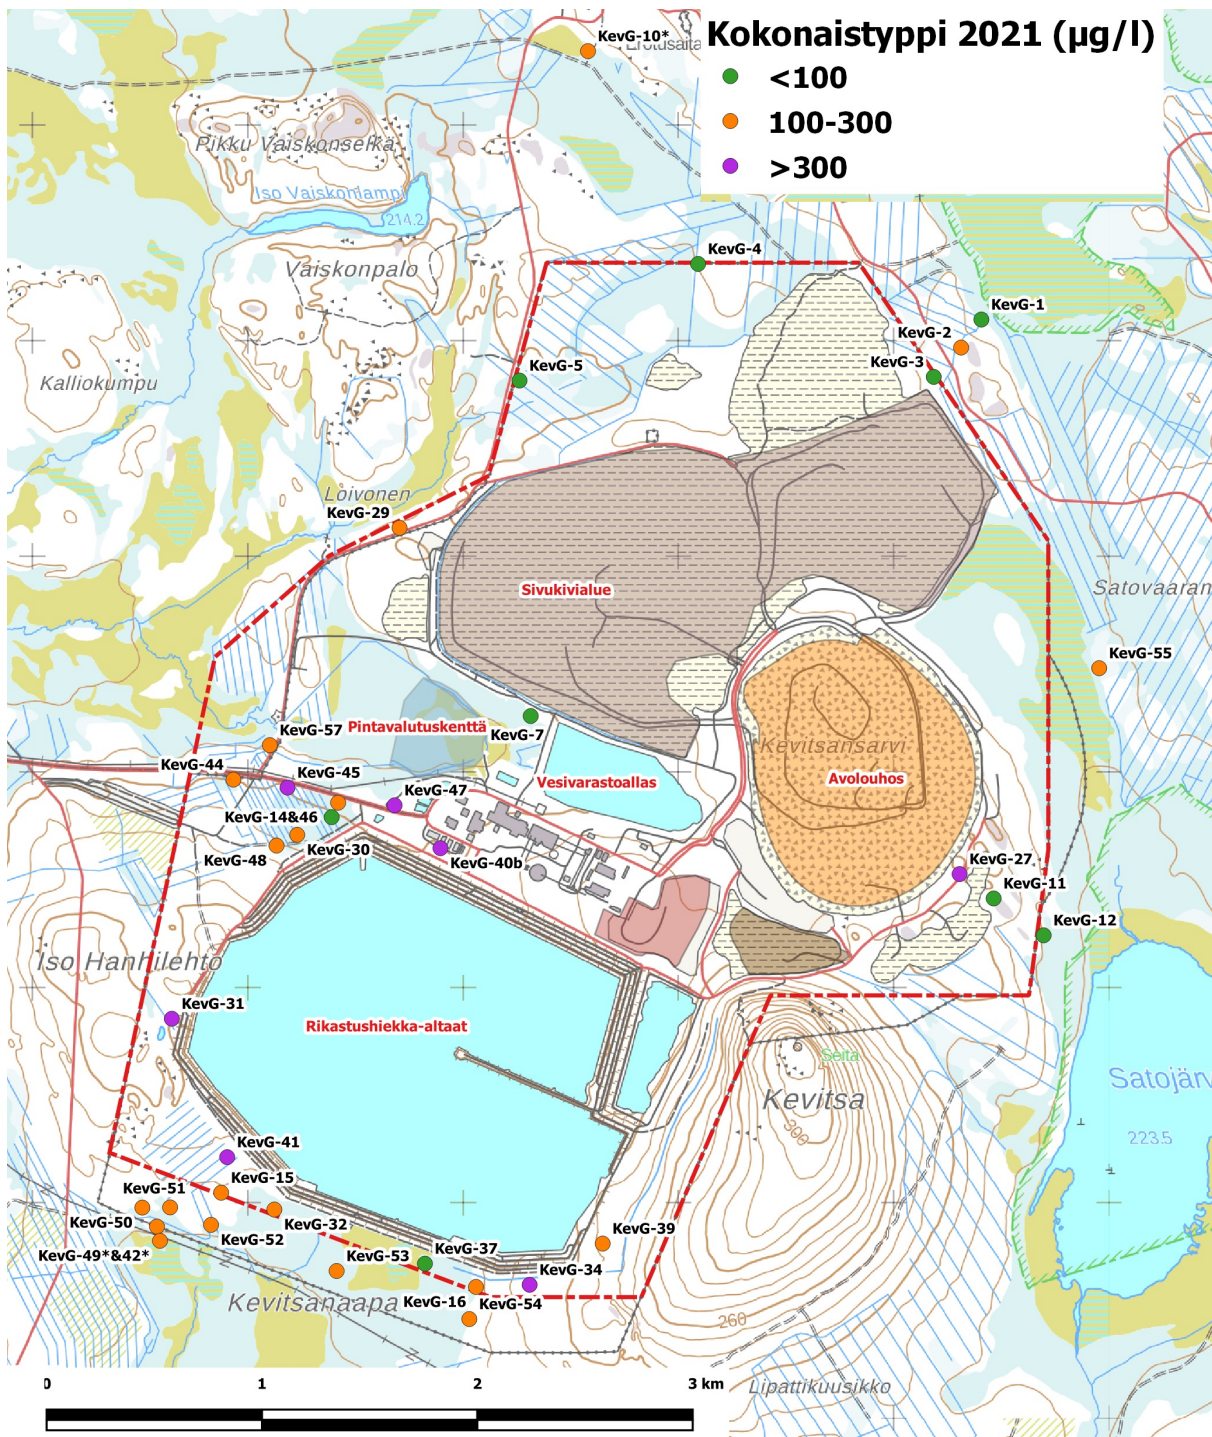 KevG-10*
Erotusaita
Kokonaistyppi 2021 (µg/l)
<100
100-300
>300
Pikku Vaiskonselkä
Iso Vaiskonlampi
214.2
Vaiskonpalo
KevG-4
KevG-1
KevG-2
KevG-3
KevG-5
Kalliokumpu
Loivonen
KevG-29
Sivukivialue
Satovaaran
KevG-55
KevG-7
Pintavalutuskenttä
KevG-57
Kevitsansarvi
KevG-44
KevG-45
Vesivarastoallas
Avolouhos
KevG-47
KevG-14&46
KevG-48
KevG-30
KevG-40b
KevG-27
KevG-11
KevG-12
Iso Hanhilehto
KevG-31
Rikastushiekka-altaat
Seita
Satojärv
Kevitsa
300
223.5
KevG-41
KevG-15
KevG-51
KevG-50
KevG-32
KevG-52
KevG-39
KevG-49*&42*
KevG-53
KevG-37
KevG-34
Kevitsanaapa
KevG-16
KevG-54
260
Lipattikuusikko
0
1
2
3 km